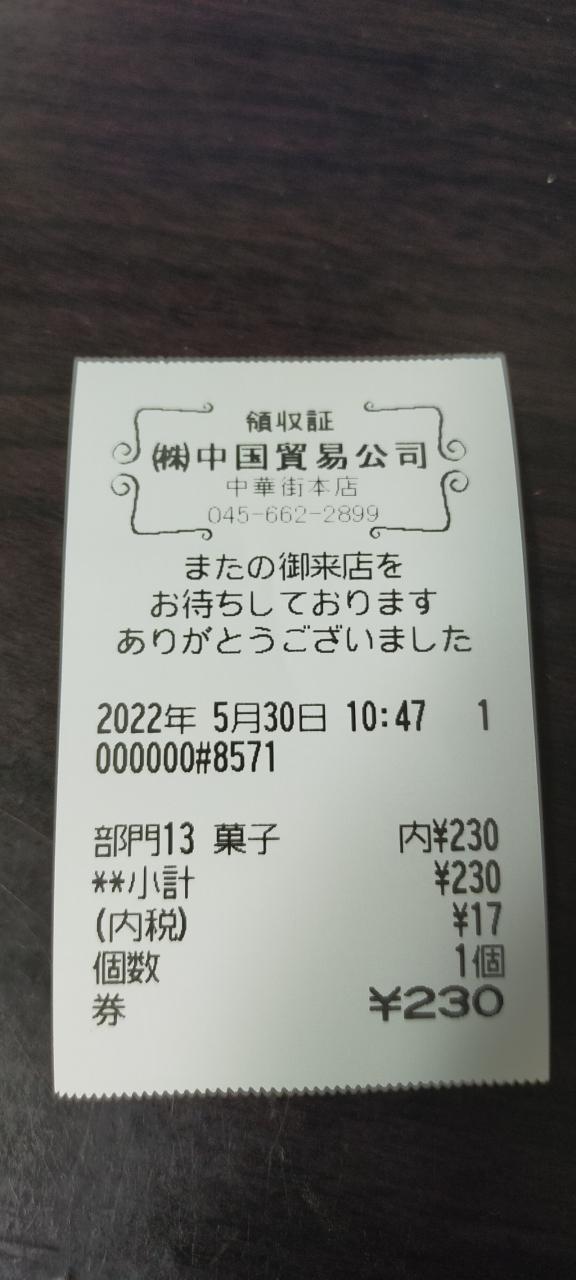 領収証
㈱中国貿易公司
中華街本店
045-662-2899
またの御来店を
お待ちしております
ありがとうございました
2022年 5月30日 10:47 1
000000#8571
部門13 菓子 内¥230
**小計 ¥230
(内税) ¥17
個数 1個
券 ¥230